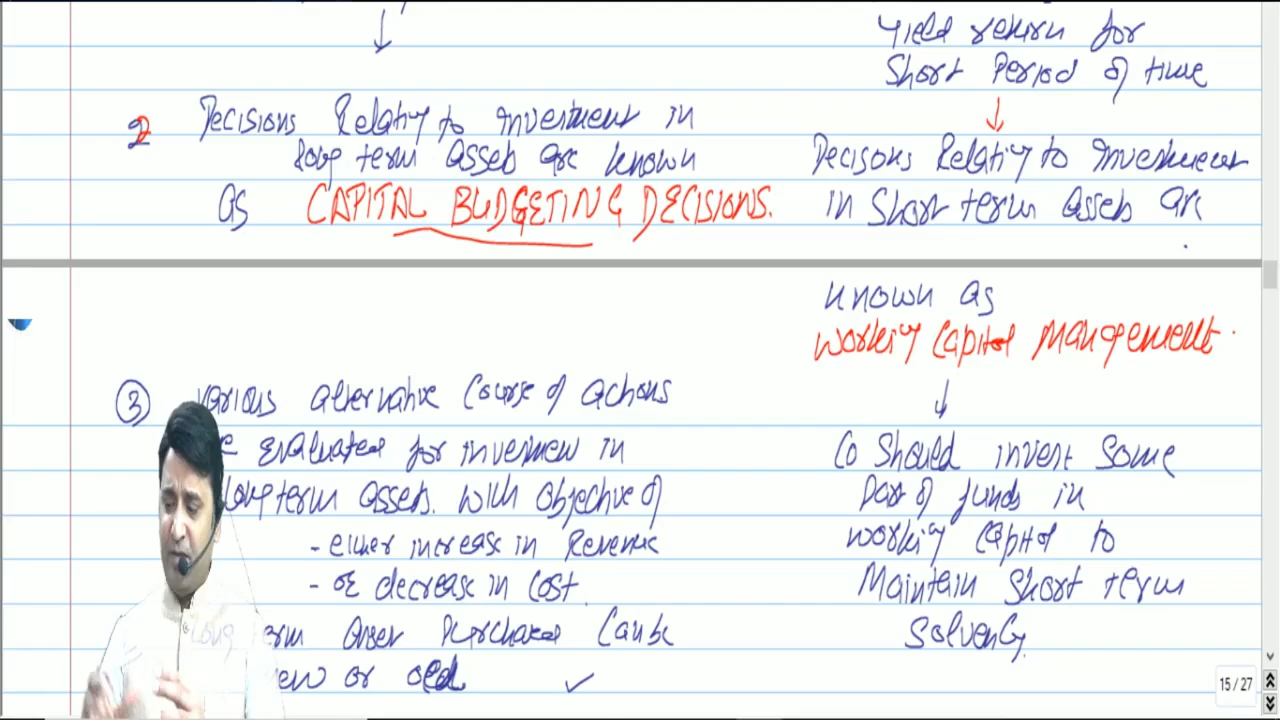 Yield return for
Short Period of time
2 Decisions Relating to Investment in
long term assets are known
as CAPITAL BUDGETING DECISIONS.
Decisions Relating to Investment
in Short term Assets are
known as
Working Capital Management.
3 Various alternative Course of actions
evaluated for investment in
long term assets. With objective of
- either increase in Revenue
- or decrease in Cost.
term Asset Purchased Can be
new or old
Co Should invest Some
Part of funds in
working Capital to
Maintain Short term
Solvency.
15 / 27